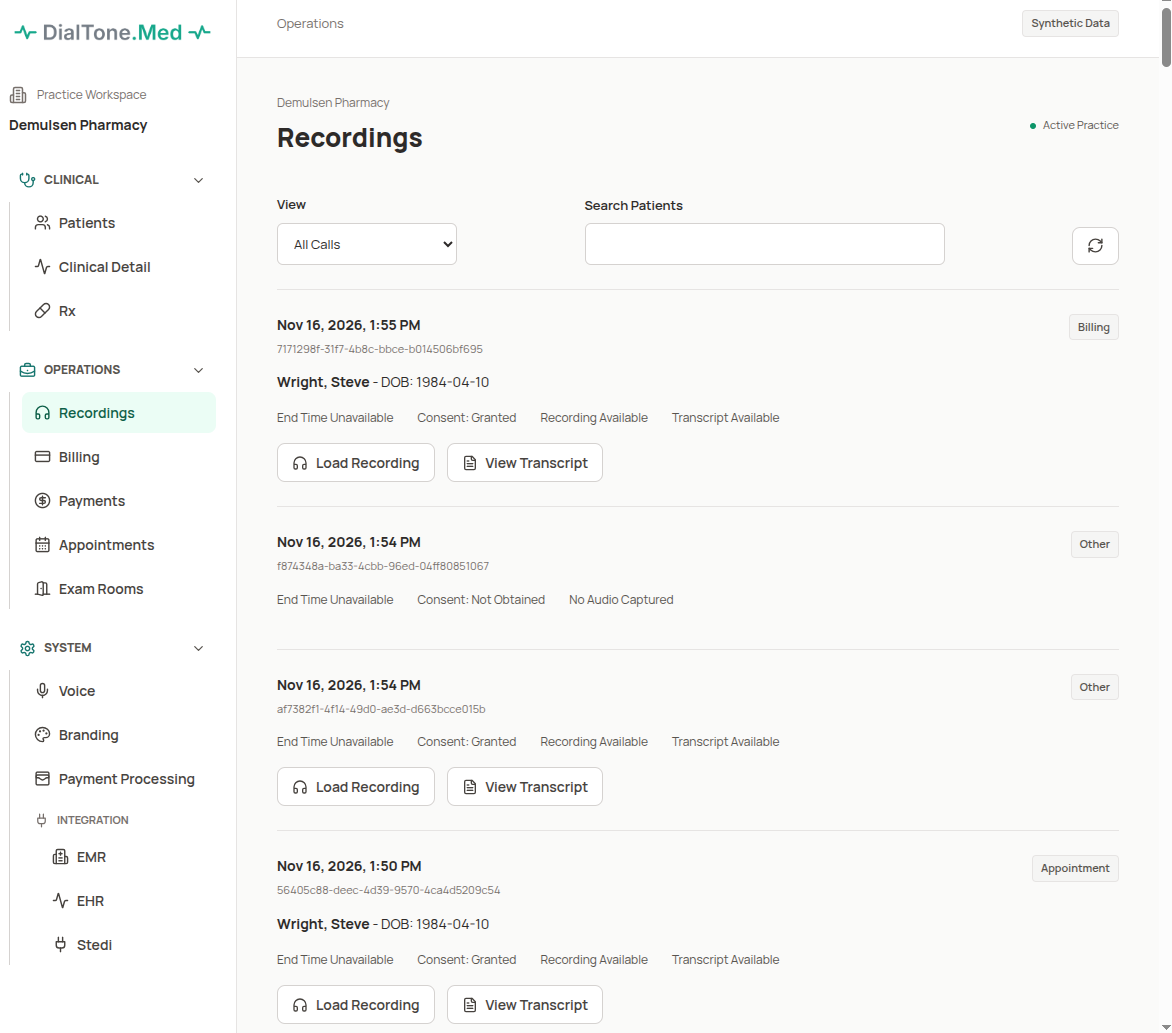 DialTone.Med
Practice Workspace
Demulsen Pharmacy
CLINICAL
Patients
Clinical Detail
Rx
OPERATIONS
Recordings
Billing
Payments
Appointments
Exam Rooms
SYSTEM
Voice
Branding
Payment Processing
INTEGRATION
EMR
EHR
Stedi
Operations
Synthetic Data
Demulsen Pharmacy
Recordings
Active Practice
View
All Calls
Search Patients
Nov 16, 2026, 1:55 PM
Billing
7171298f-31f7-4b8c-bbce-b014506bf695
Wright, Steve - DOB: 1984-04-10
End Time Unavailable Consent: Granted Recording Available Transcript Available
Load Recording View Transcript
Nov 16, 2026, 1:54 PM
Other
f874348a-ba33-4cbb-96ed-04ff80851067
End Time Unavailable Consent: Not Obtained No Audio Captured
Nov 16, 2026, 1:54 PM
Other
af7382f1-4f14-49d0-ae3d-d663bcce015b
End Time Unavailable Consent: Granted Recording Available Transcript Available
Load Recording View Transcript
Nov 16, 2026, 1:50 PM
Appointment
56405c88-deec-4d39-9570-4ca4d5209c54
Wright, Steve - DOB: 1984-04-10
End Time Unavailable Consent: Granted Recording Available Transcript Available
Load Recording View Transcript